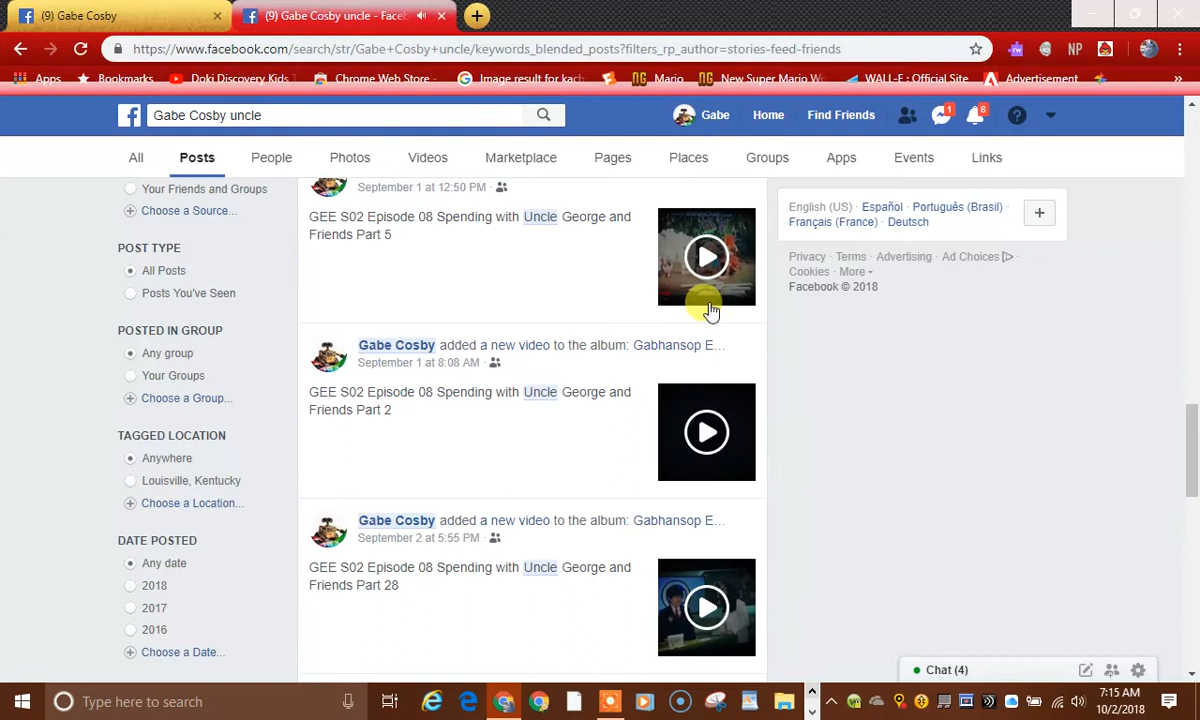 (9) Gabe Cosby
(9) Gabe Cosby uncle - Faceb
https://www.facebook.com/search/str/Gabe+Cosby+uncle/keywords_blended_posts?filters_rp_author=stories-feed-friends
NP
Apps Bookmarks Doki Discovery Kids Chrome Web Store - Image result for kach Mario New Super Mario Wo WALL-E : Official Site Advertisement »
Gabe Cosby uncle
Gabe Home Find Friends 1 8
All Posts People Photos Videos Marketplace Pages Places Groups Apps Events Links
Your Friends and Groups
Choose a Source...
POST TYPE
All Posts
Posts You've Seen
POSTED IN GROUP
Any group
Your Groups
Choose a Group...
TAGGED LOCATION
Anywhere
Louisville, Kentucky
Choose a Location...
DATE POSTED
Any date
2018
2017
2016
Choose a Date...
September 1 at 12:50 PM ·
GEE S02 Episode 08 Spending with Uncle George and
Friends Part 5
Gabe Cosby added a new video to the album: Gabhansop E...
September 1 at 8:08 AM ·
GEE S02 Episode 08 Spending with Uncle George and
Friends Part 2
Gabe Cosby added a new video to the album: Gabhansop E...
September 2 at 5:55 PM ·
GEE S02 Episode 08 Spending with Uncle George and
Friends Part 28
English (US) · Español · Português (Brasil) ·
Français (France) · Deutsch
Privacy · Terms · Advertising · Ad Choices ·
Cookies · More
Facebook © 2018
Chat (4)
Type here to search
7:15 AM
10/2/2018